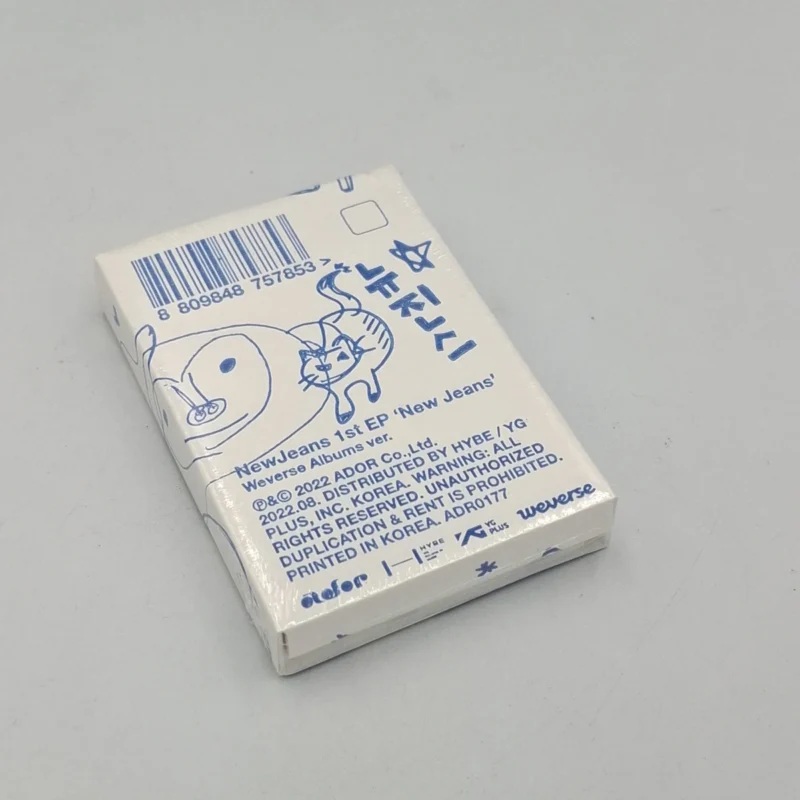 8 809848 757853 >
뉴진스
NewJeans 1st EP 'New Jeans'
Weverse Albums ver.
℗&© 2022 ADOR Co.,Ltd.
2022.08. DISTRIBUTED BY HYBE / YG
PLUS, INC. KOREA. WARNING: ALL
RIGHTS RESERVED. UNAUTHORIZED
DUPLICATION & RENT IS PROHIBITED.
PRINTED IN KOREA. ADR0177
HYBE YG PLUS weverse